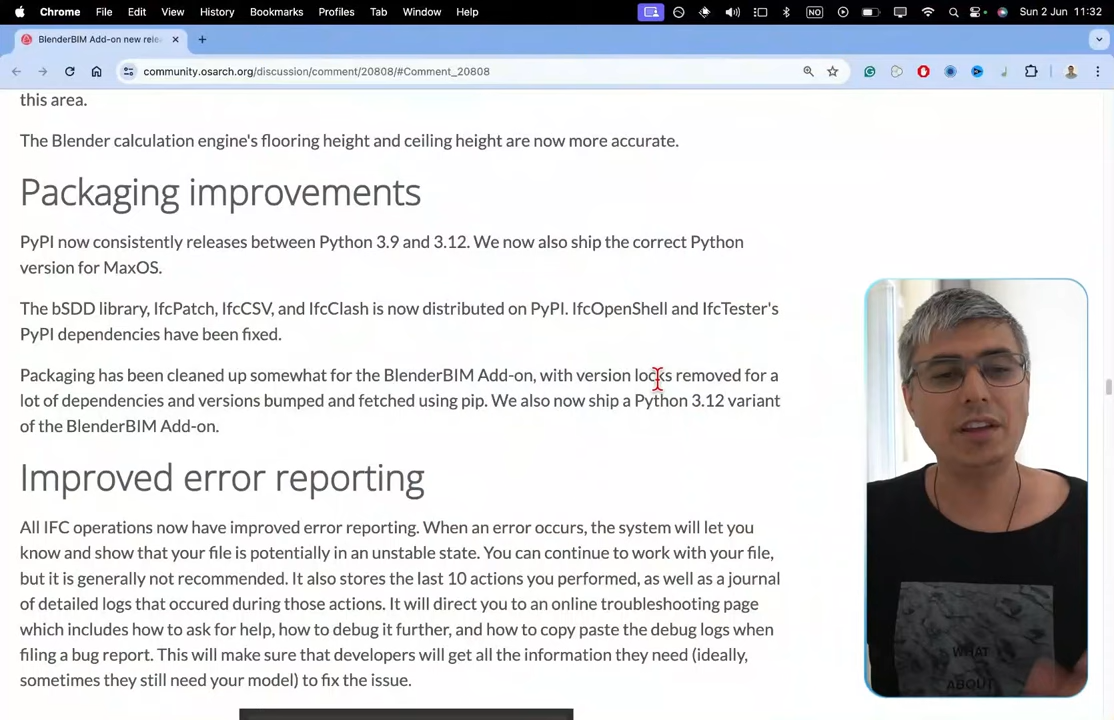 Chrome File Edit View History Bookmarks Profiles Tab Window Help NO Sun 2 Jun 11:32
BlenderBIM Add-on new rele
community.osarch.org/discussion/comment/20808/#Comment_20808
this area.
The Blender calculation engine's flooring height and ceiling height are now more accurate.
Packaging improvements
PyPI now consistently releases between Python 3.9 and 3.12. We now also ship the correct Python
version for MaxOS.
The bSDD library, IfcPatch, IfcCSV, and IfcClash is now distributed on PyPI. IfcOpenShell and IfcTester's
PyPI dependencies have been fixed.
Packaging has been cleaned up somewhat for the BlenderBIM Add-on, with version locks removed for a
lot of dependencies and versions bumped and fetched using pip. We also now ship a Python 3.12 variant
of the BlenderBIM Add-on.
Improved error reporting
All IFC operations now have improved error reporting. When an error occurs, the system will let you
know and show that your file is potentially in an unstable state. You can continue to work with your file,
but it is generally not recommended. It also stores the last 10 actions you performed, as well as a journal
of detailed logs that occured during those actions. It will direct you to an online troubleshooting page
which includes how to ask for help, how to debug it further, and how to copy paste the debug logs when
filing a bug report. This will make sure that developers will get all the information they need (ideally,
sometimes they still need your model) to fix the issue.
WHAT
ABOUT